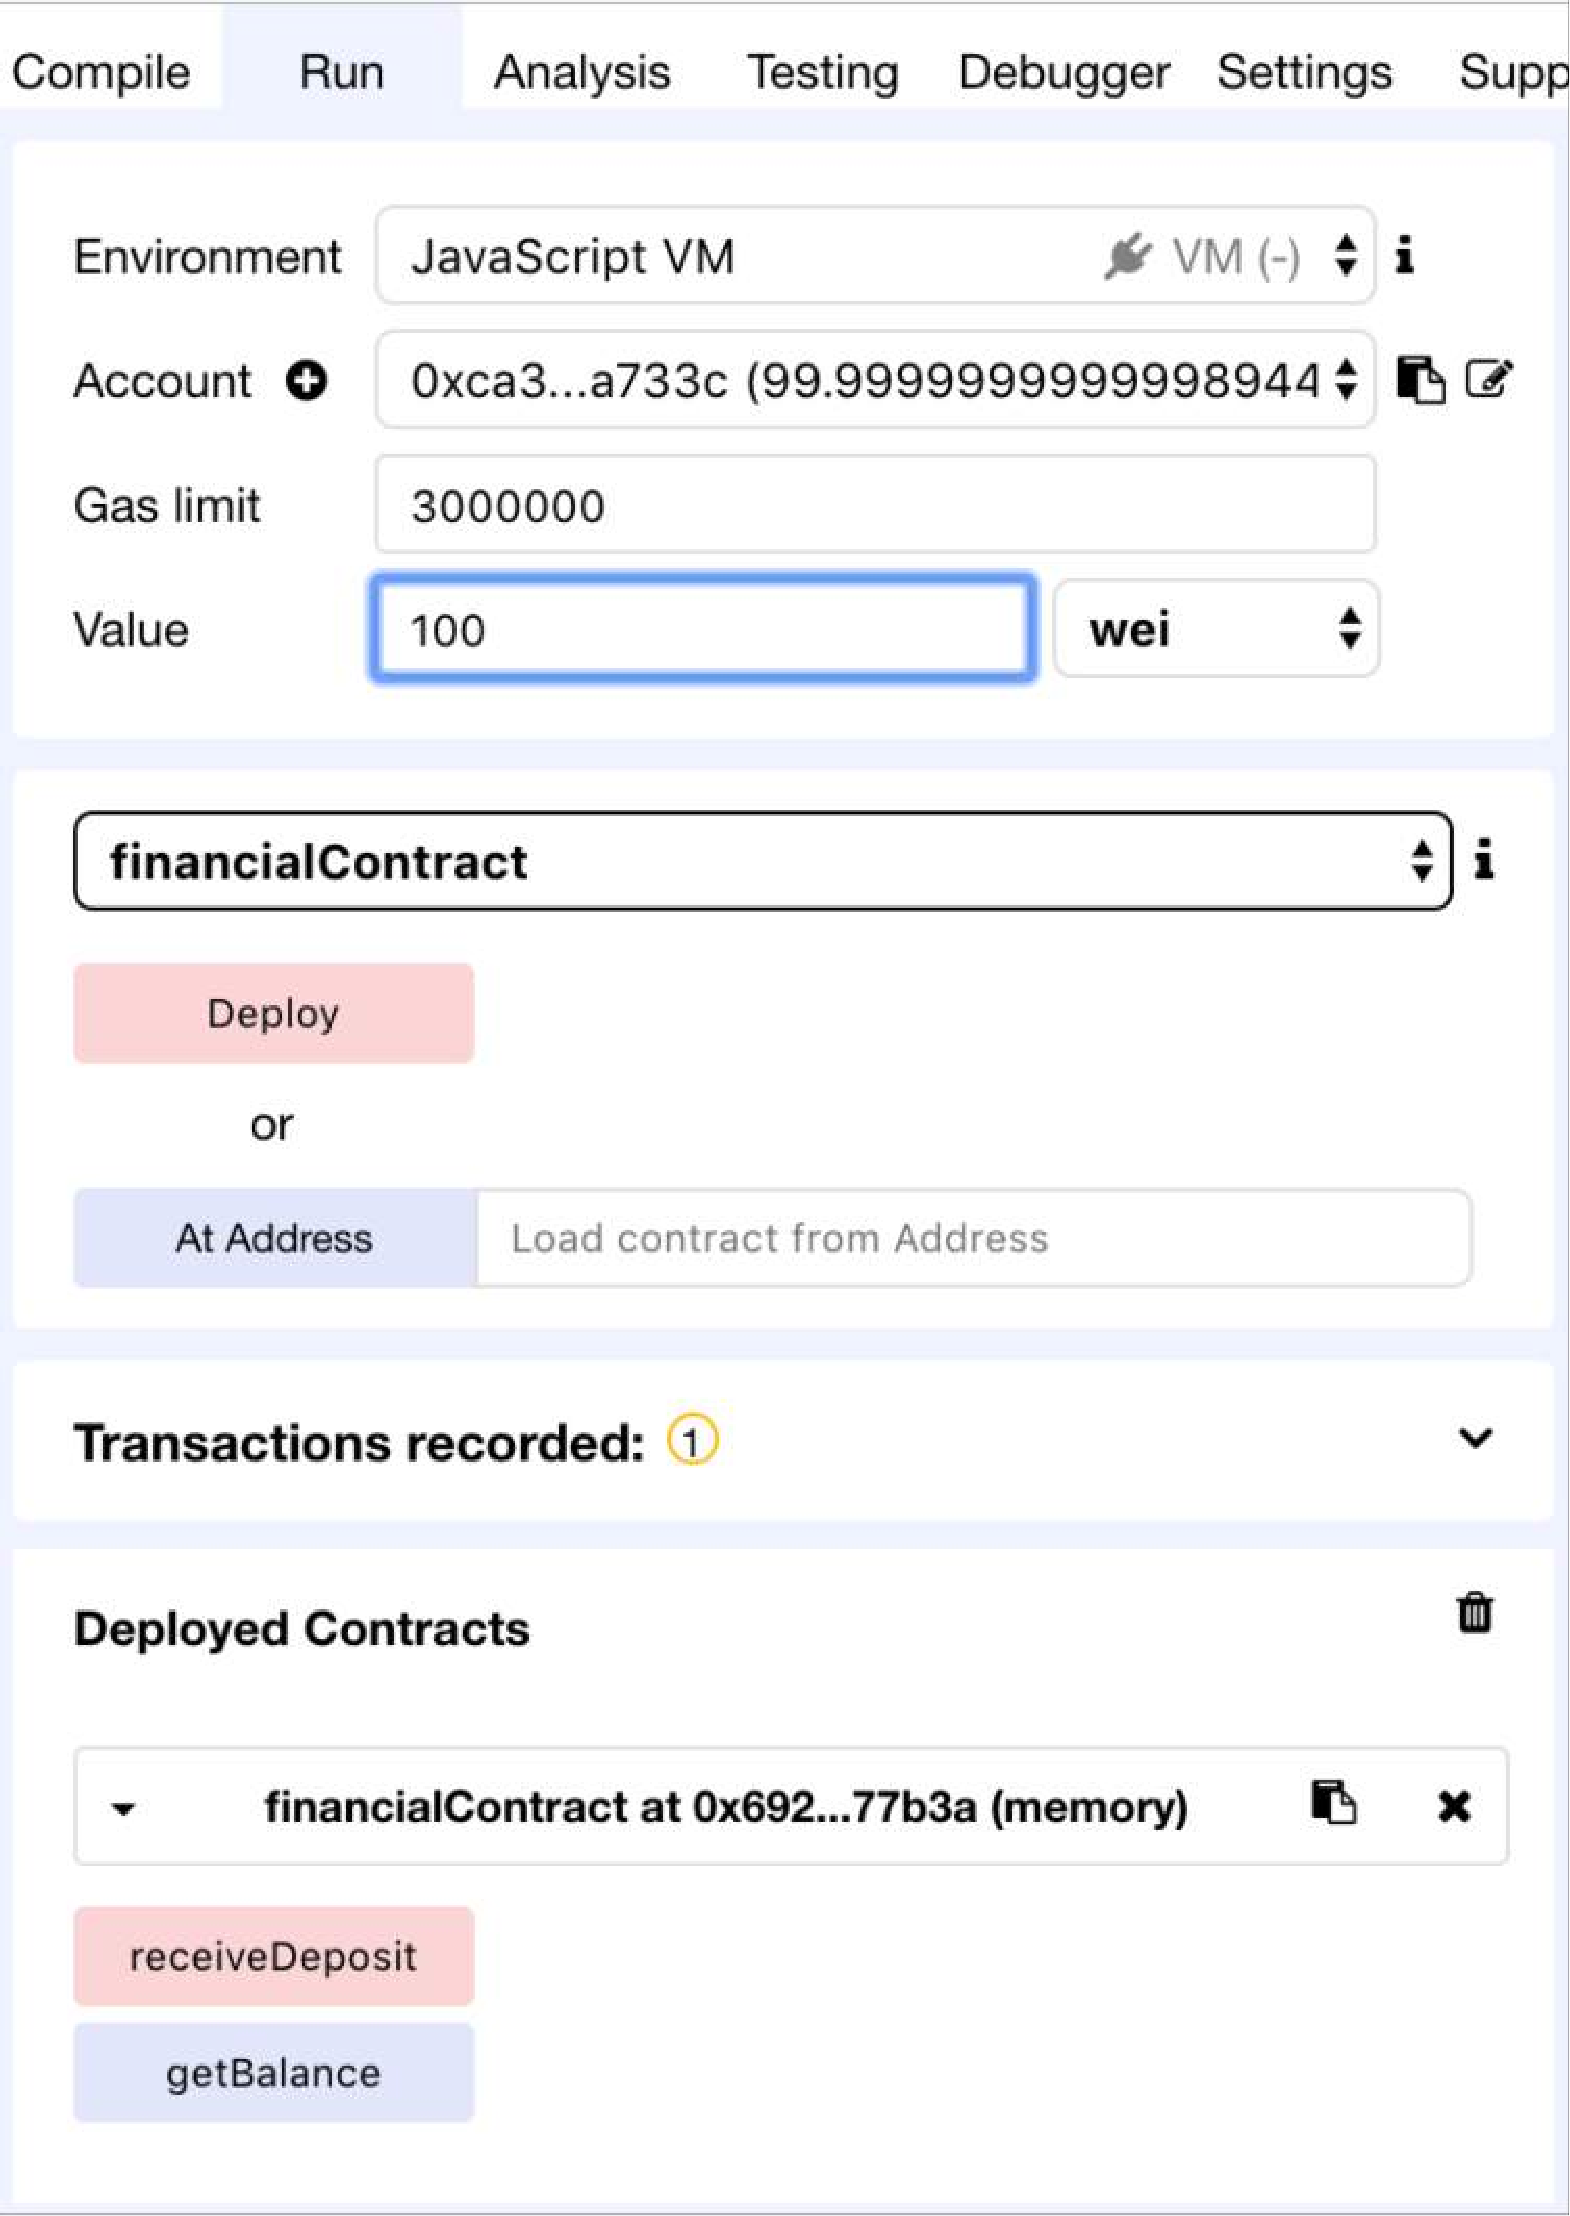 Compile Run Analysis Testing Debugger Settings Supp
Environment JavaScript VM VM (-)
Account 0xca3...a733c (99.9999999999998944
Gas limit 3000000
Value 100 wei
financialContract
Deploy
or
At Address Load contract from Address
Transactions recorded: 1
Deployed Contracts
financialContract at 0x692...77b3a (memory)
receiveDeposit
getBalance